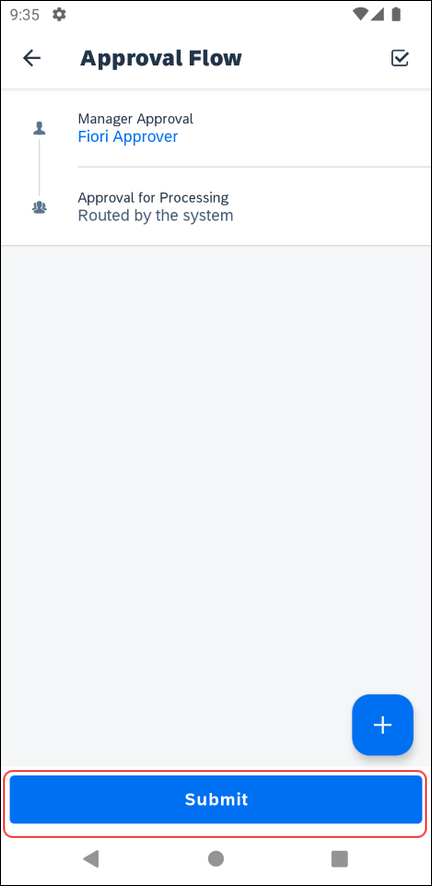 9:35
Approval Flow
Manager Approval
Fiori Approver
Approval for Processing
Routed by the system
Submit